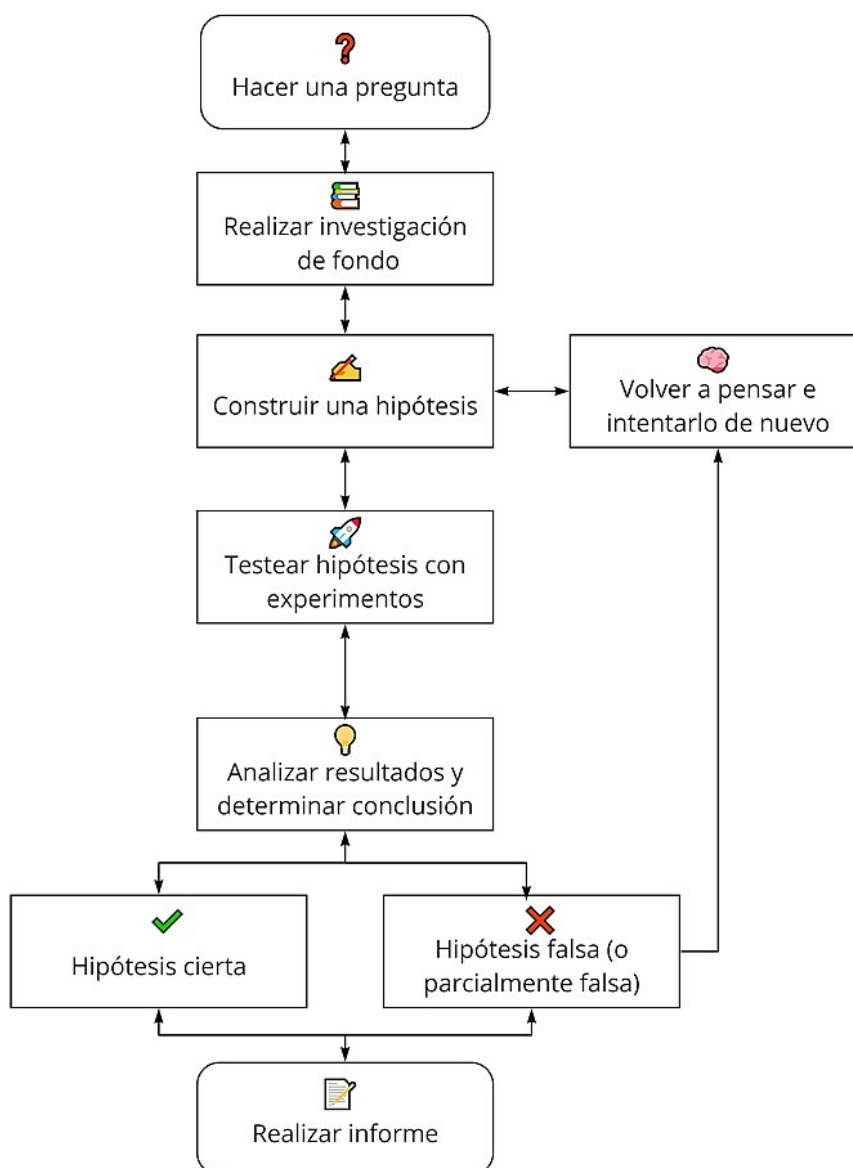 Hacer una pregunta
Realizar investigación
de fondo
Construir una hipótesis
Volver a pensar e
intentarlo de nuevo
Testear hipótesis con
experimentos
Analizar resultados y
determinar conclusión
Hipótesis cierta
Hipótesis falsa (o
parcialmente falsa)
Realizar informe